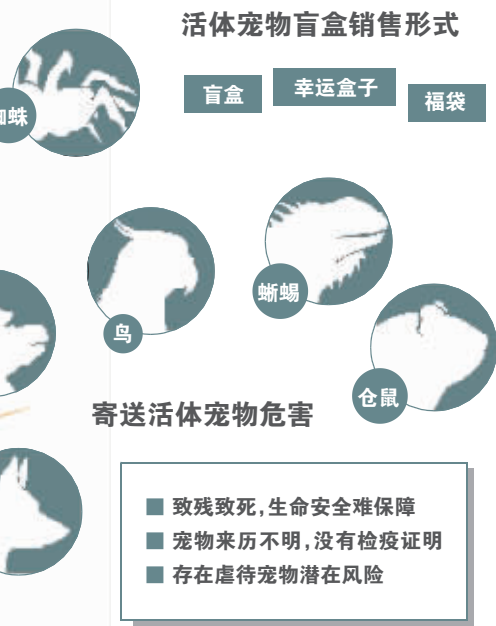 活体宠物盲盒销售形式
盲盒
幸运盒子
福袋
蛛
鸟
蜥蜴
仓鼠
寄送活体宠物危害
致残致死,生命安全难保障
宠物来历不明,没有检疫证明
存在虐待宠物潜在风险